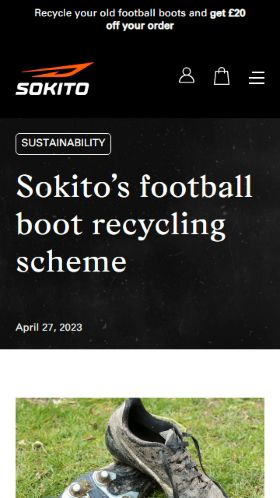 Recycle your old football boots and get £20
off your order
SOKITO
SUSTAINABILITY
Sokito's football
boot recycling
scheme
April 27, 2023